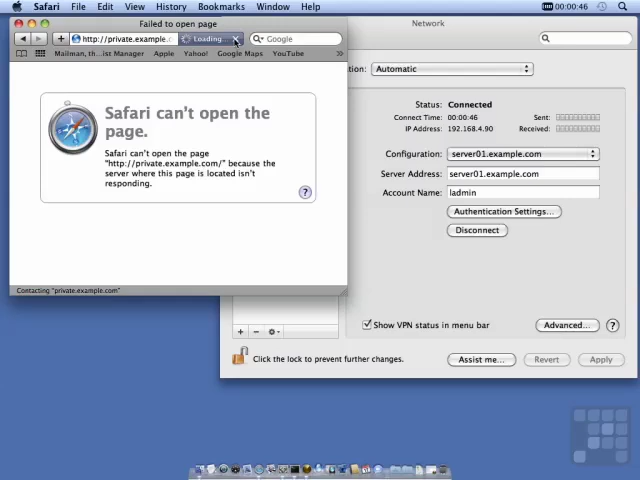 Safari File Edit View History Bookmarks Window Help 00:00:46
Failed to open page
http://private.example.c Loading... Google
Mailman, th...ist Manager Apple Yahoo! Google Maps YouTube »
Safari can't open the
page.
Safari can't open the page
"http://private.example.com/" because the
server where this page is located isn't
responding.
?
Contacting "private.example.com"
Network
tion: Automatic
Status: Connected
Connect Time: 00:00:46 Sent:
IP Address: 192.168.4.90 Received:
Configuration: server01.example.com
Server Address: server01.example.com
Account Name: ladmin
Authentication Settings...
Disconnect
Show VPN status in menu bar Advanced... ?
Click the lock to prevent further changes. Assist me... Revert Apply